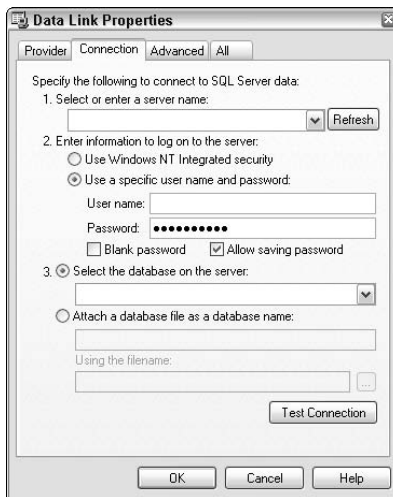 Data Link Properties
Provider Connection Advanced All
Specify the following to connect to SQL Server data:
1. Select or enter a server name:
Refresh
2. Enter information to log on to the server:
Use Windows NT Integrated security
Use a specific user name and password:
User name:
Password: ●●●●●●●●●●
Blank password Allow saving password
3. Select the database on the server:
Attach a database file as a database name:
Using the filename:
...
Test Connection
OK Cancel Help